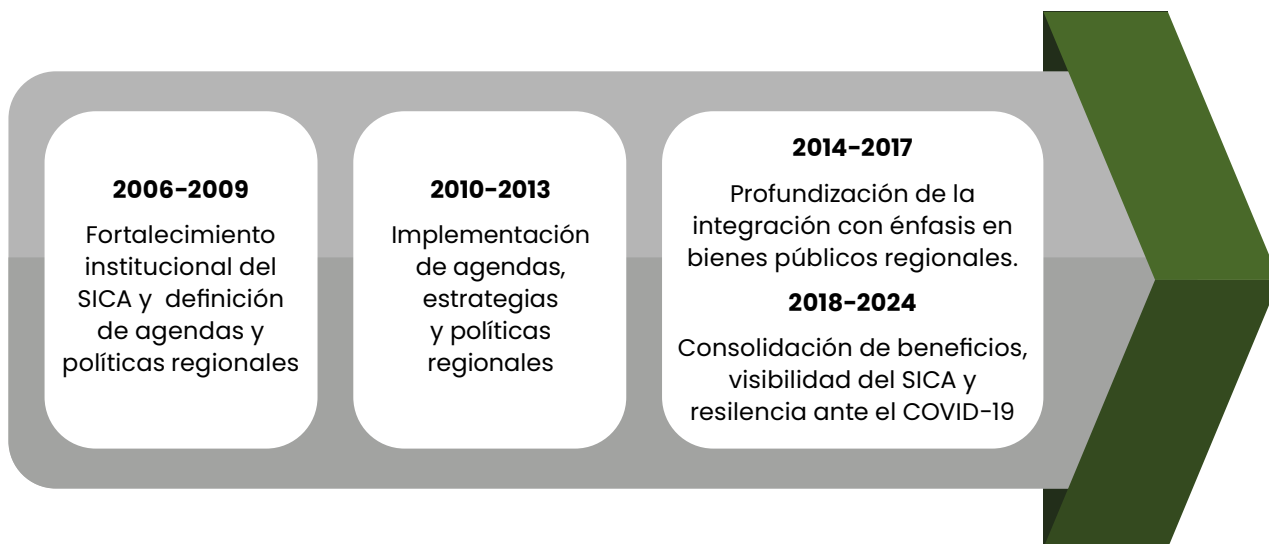 2006-2009
Fortalecimiento
institucional del
SICA y  definición
de agendas y
políticas regionales
2010-2013
Implementación
de agendas,
estrategias
y políticas
regionales
2014-2017
Profundización de la
integración con énfasis en
bienes públicos regionales.
2018-2024
Consolidación de beneficios,
visibilidad del SICA y
resilencia ante el COVID-19